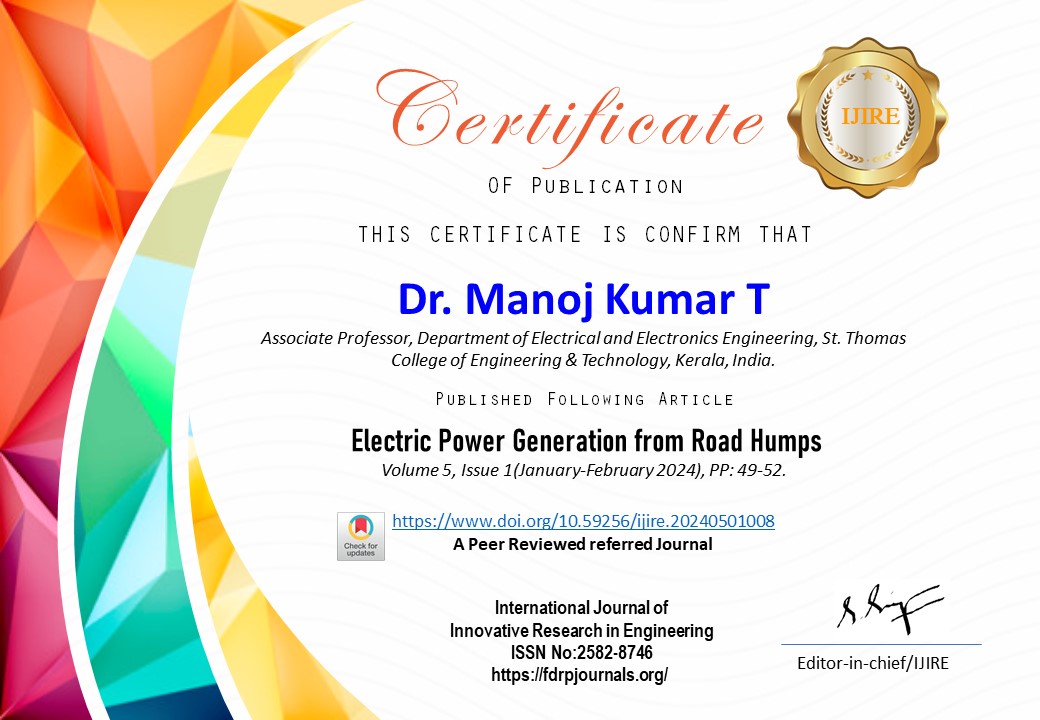 Certificate
IJIRE
OF PUBLICATION
THIS CERTIFICATE IS CONFIRM THAT
Dr. Manoj Kumar T
Associate Professor, Department of Electrical and Electronics Engineering, St. Thomas
College of Engineering & Technology, Kerala, India.
PUBLISHED FOLLOWING ARTICLE
Electric Power Generation from Road Humps
Volume 5, Issue 1(January-February 2024), PP: 49-52.
Check for
updates
https://www.doi.org/10.59256/ijire.20240501008
A Peer Reviewed referred Journal
International Journal of
Innovative Research in Engineering
ISSN No:2582-8746
https://fdrpjournals.org/
Editor-in-chief/IJIRE